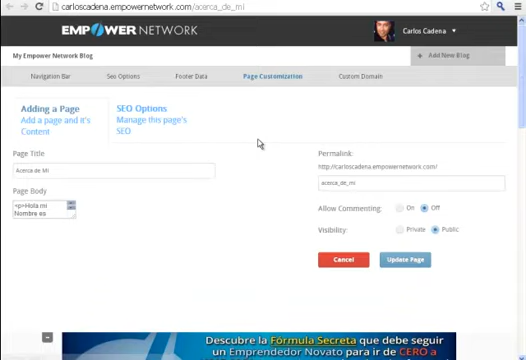 carloscadena.empowernetwork.com/acerca_de_mi
EMPOWER NETWORK
Carlos Cadena
My Empower Network Blog
+ Add New Blog
Navigation Bar
Seo Options
Footer Data
Page Customization
Custom Domain
Adding a Page
Add a page and it's
Content
SEO Options
Manage this page's
SEO
Page Title
Acerca de Mi
Page Body
<p>Hola mi
Nombre es
Permalink:
http://carloscadena.empowernetwork.com/
acerca_de_mi
Allow Commenting:
On
Off
Visibility:
Private
Public
Cancel
Update Page
Descubre la Fórmula Secreta que debe seguir
un Emprendedor Novato para ir de CERO a